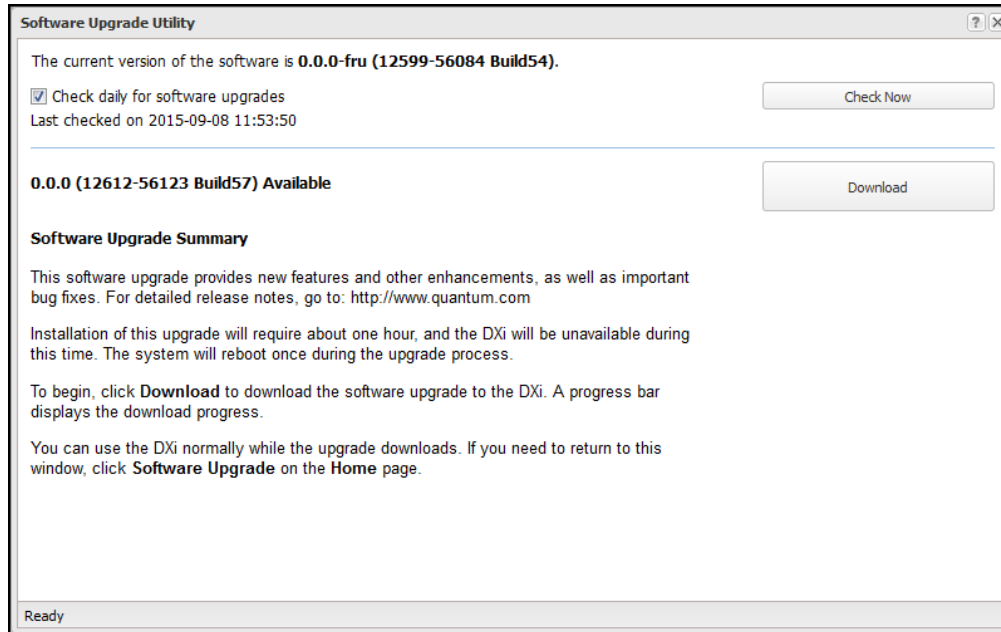 Software Upgrade Utility
The current version of the software is 0.0.0-fru (12599-56084 Build54).
Check daily for software upgrades
Check Now
Last checked on 2015-09-08 11:53:50
0.0.0 (12612-56123 Build57) Available
Download
Software Upgrade Summary
This software upgrade provides new features and other enhancements, as well as important
bug fixes. For detailed release notes, go to: http://www.quantum.com
Installation of this upgrade will require about one hour, and the DXi will be unavailable during
this time. The system will reboot once during the upgrade process.
To begin, click Download to download the software upgrade to the DXi. A progress bar
displays the download progress.
You can use the DXi normally while the upgrade downloads. If you need to return to this
window, click Software Upgrade on the Home page.
Ready